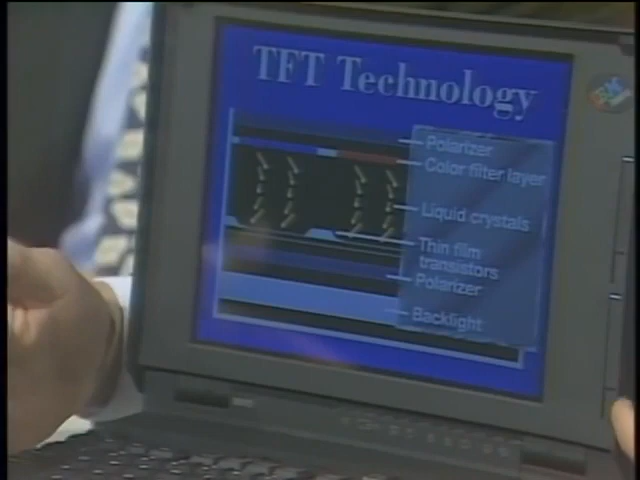 TFT Technology
Polarizer
Color filter layer
Liquid crystals
Thin film
transistors
Polarizer
Backlight